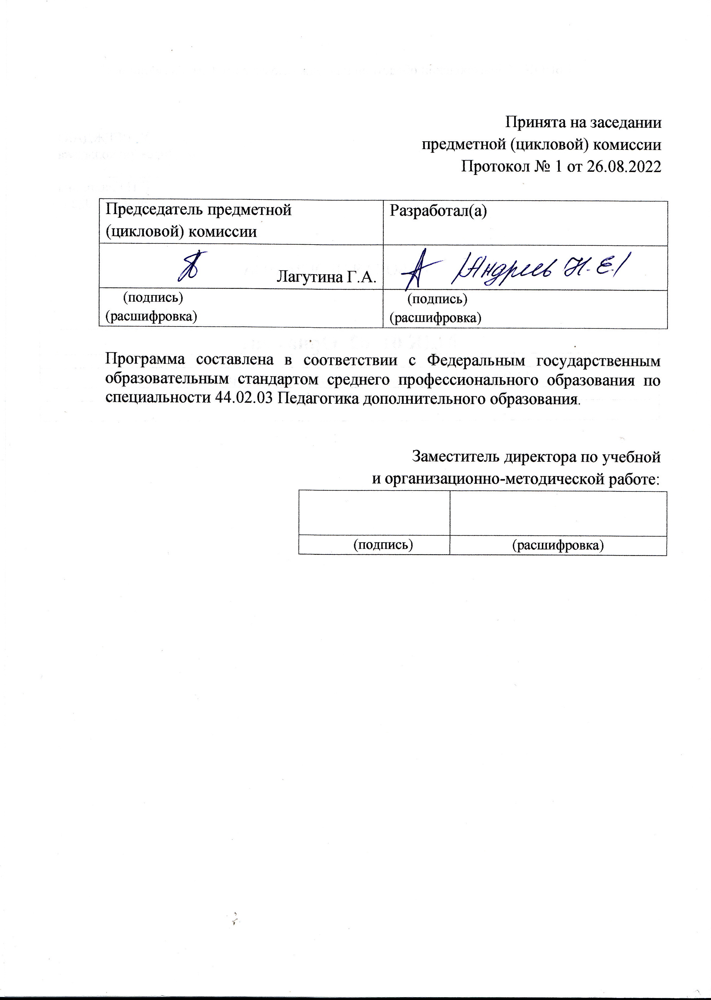 Принята на заседании
предметной (цикловой) комиссии
Протокол № 1 от 26.08.2022
Председатель предметной
(цикловой) комиссии
Разработал(а)
Лагутина Г.А.
/Андреев Н.Е./
(подпись)
(расшифровка)
(подпись)
(расшифровка)
Программа составлена в соответствии с Федеральным государственным
образовательным стандартом среднего профессионального образования по
специальности 44.02.03 Педагогика дополнительного образования.
Заместитель директора по учебной
и организационно-методической работе:
(подпись)
(расшифровка)